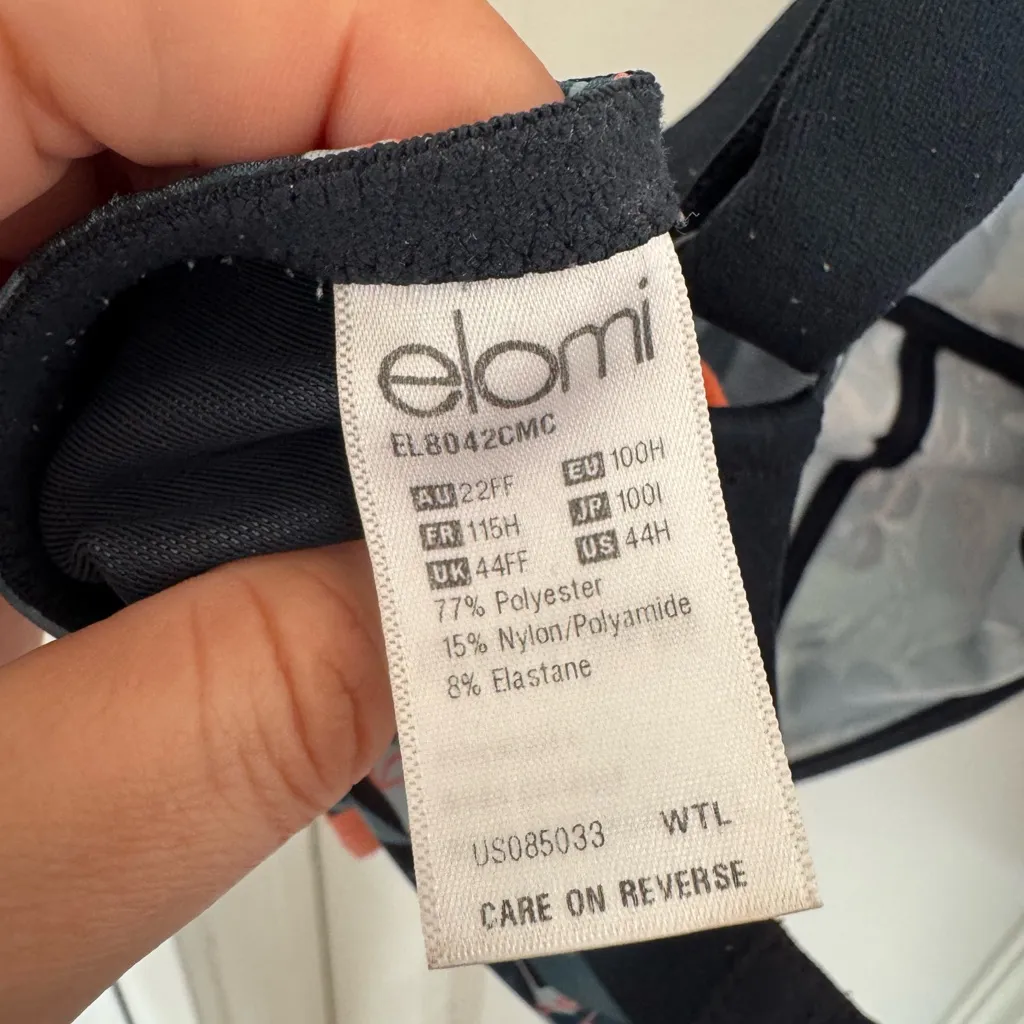 elomi
EL8042CMC
AU 22FF EU 100H
FR 115H JP 100I
UK 44FF US 44H
77% Polyester
15% Nylon/Polyamide
8% Elastane
US085033 WTL
CARE ON REVERSE